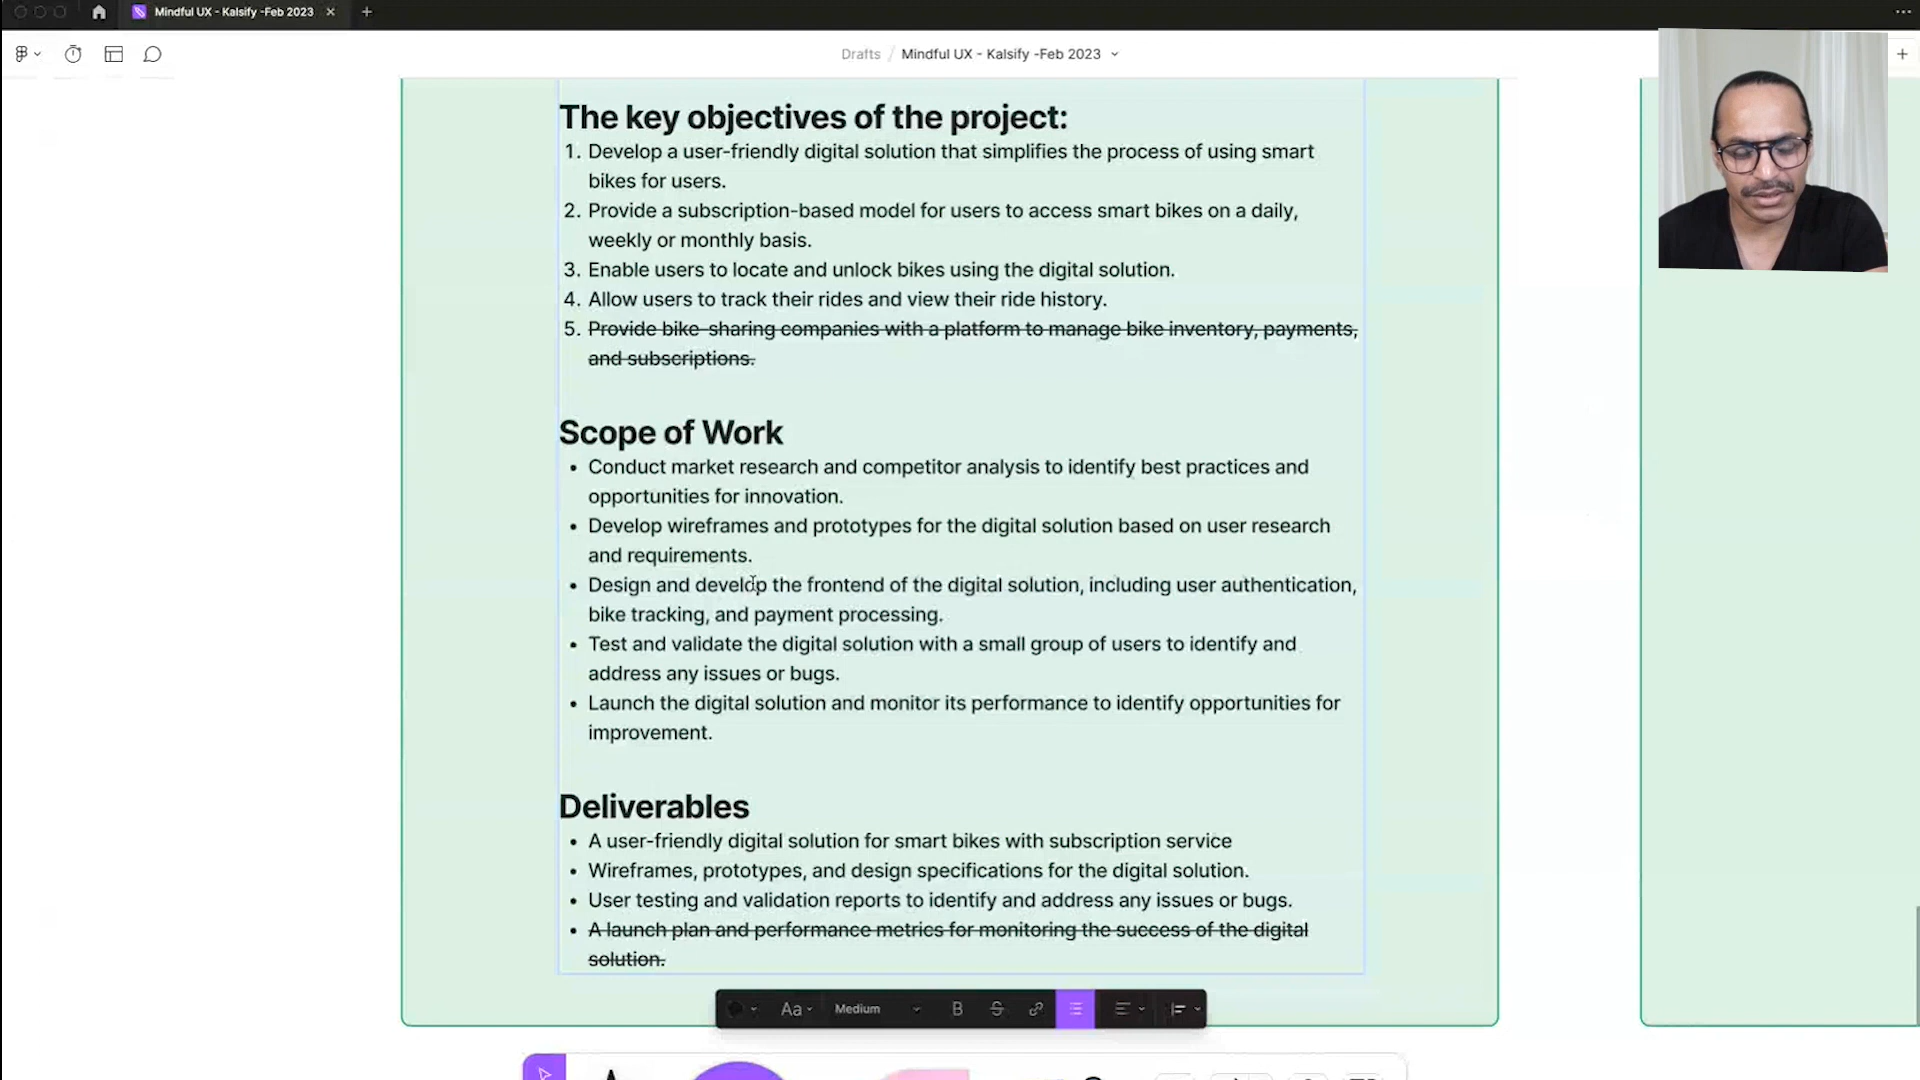 Mindful UX - Kalsify -Feb 2023
Drafts / Mindful UX - Kalsify -Feb 2023
The key objectives of the project:
1. Develop a user-friendly digital solution that simplifies the process of using smart
bikes for users.
2. Provide a subscription-based model for users to access smart bikes on a daily,
weekly or monthly basis.
3. Enable users to locate and unlock bikes using the digital solution.
4. Allow users to track their rides and view their ride history.
5. Provide bike-sharing companies with a platform to manage bike inventory, payments,
and subscriptions.
Scope of Work
• Conduct market research and competitor analysis to identify best practices and
opportunities for innovation.
• Develop wireframes and prototypes for the digital solution based on user research
and requirements.
• Design and develop the frontend of the digital solution, including user authentication,
bike tracking, and payment processing.
• Test and validate the digital solution with a small group of users to identify and
address any issues or bugs.
• Launch the digital solution and monitor its performance to identify opportunities for
improvement.
Deliverables
• A user-friendly digital solution for smart bikes with subscription service
• Wireframes, prototypes, and design specifications for the digital solution.
• User testing and validation reports to identify and address any issues or bugs.
• A launch plan and performance metrics for monitoring the success of the digital
solution.
Aa Medium B S